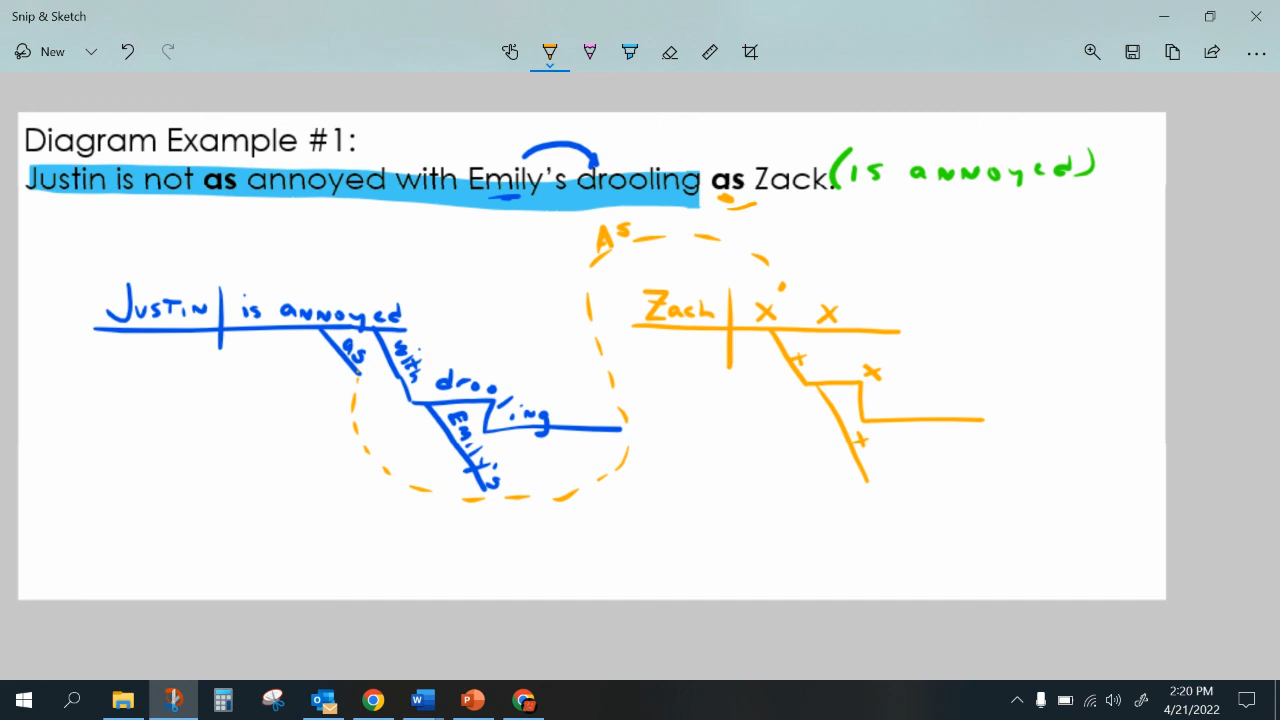 Snip & Sketch
New
Diagram Example #1:
Justin is not as annoyed with Emily's drooling as Zack. (is annoyed)
As
Justin is annoyed
Zach x x
as
with
x
x
drooling
Emily's
x
2:20 PM
4/21/2022